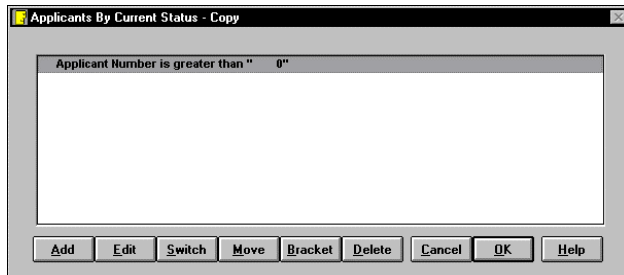 Applicants By Current Status - Copy
Applicant Number is greater than "      0"
Add Edit Switch Move Bracket Delete Cancel OK Help